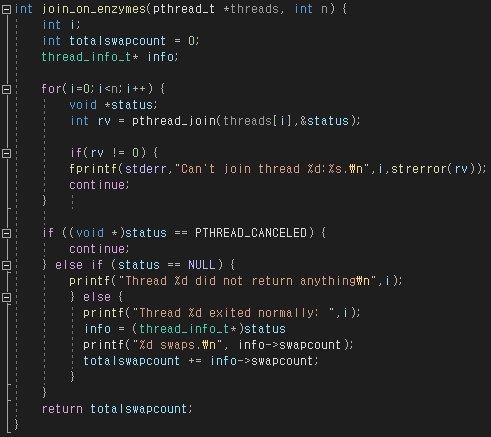 int join_on_enzymes(pthread_t *threads, int n) {
    int i;
    int totalswapcount = 0;
    thread_info_t* info;

    for(i=0;i<n;i++) {
        void *status;
        int rv = pthread_join(threads[i],&status);

        if(rv != 0) {
        fprintf(stderr,"Can't join thread %d:%s.₩n",i,strerror(rv));
        continue;
    }

    if ((void *)status == PTHREAD_CANCELED) {
        continue;
    } else if (status == NULL) {
        printf("Thread %d did not return anything₩n",i);
        } else {
          printf("Thread %d exited normally: ",i);
          info = (thread_info_t*)status
          printf("%d swaps.₩n", info->swapcount);
          totalswapcount += info->swapcount;
        }
    }
    return totalswapcount;
}